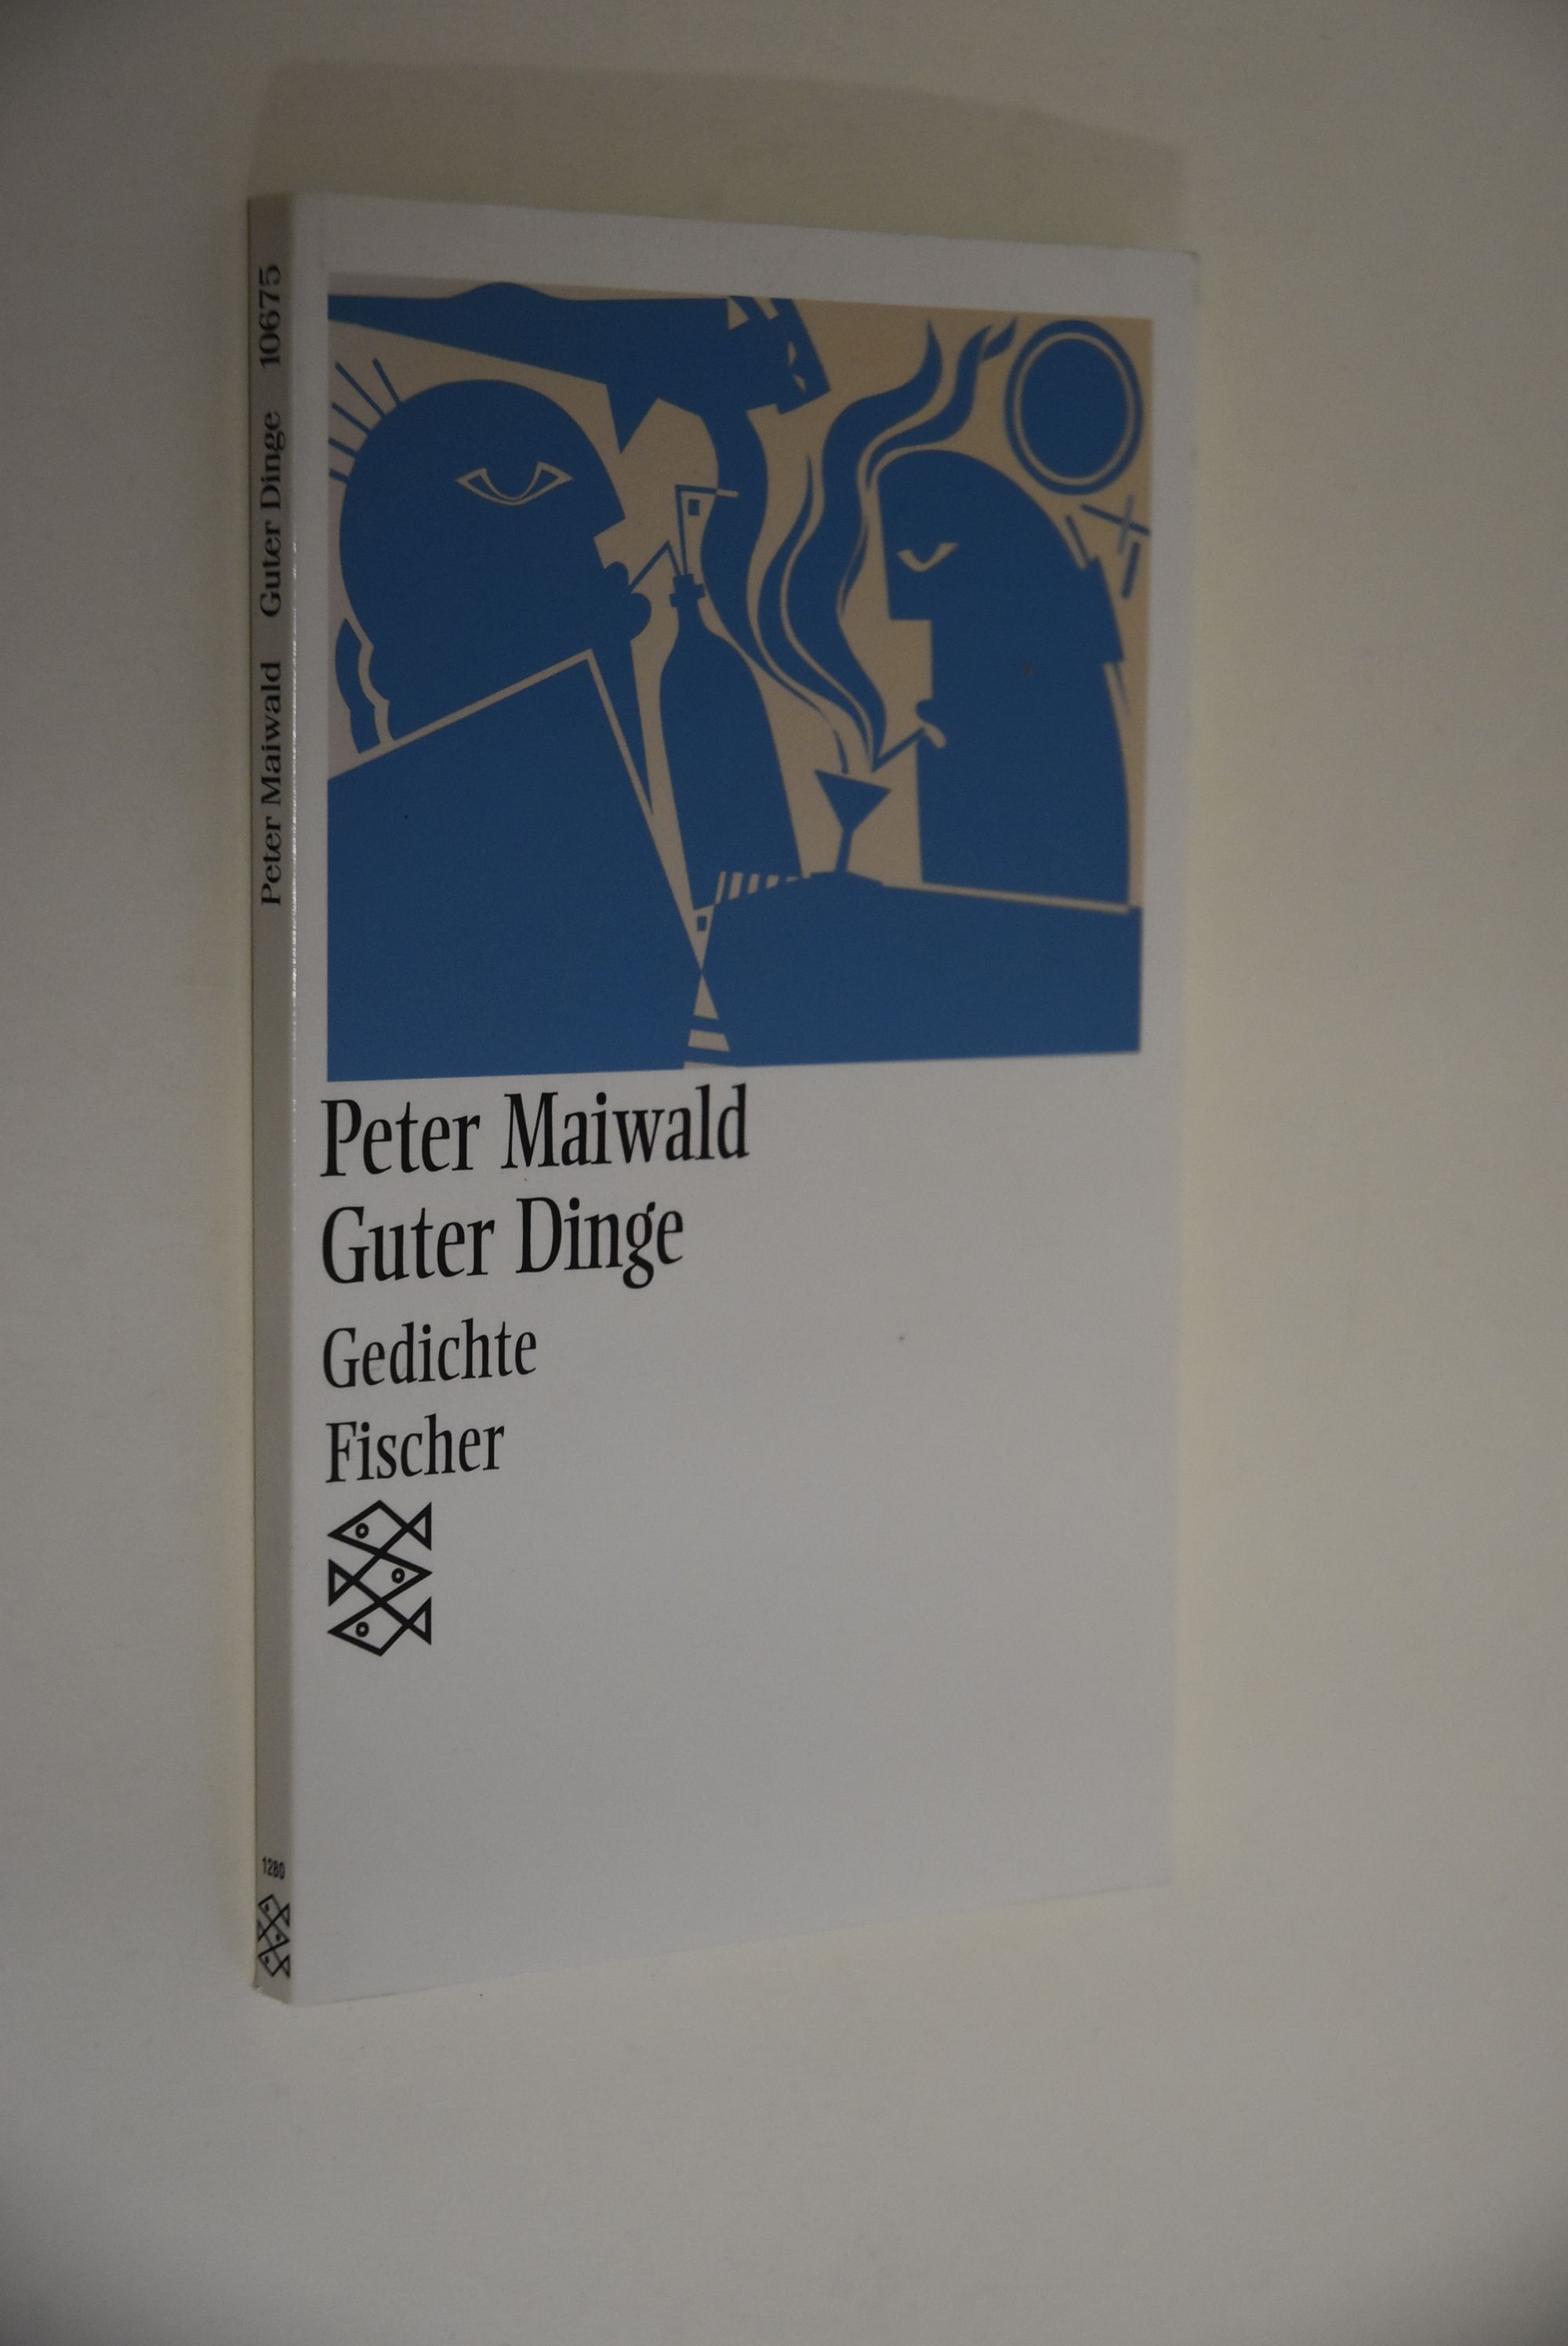 Peter Maiwald
Guter Dinge
Gedichte
Fischer
Peter Maiwald Guter Dinge 10675
1280